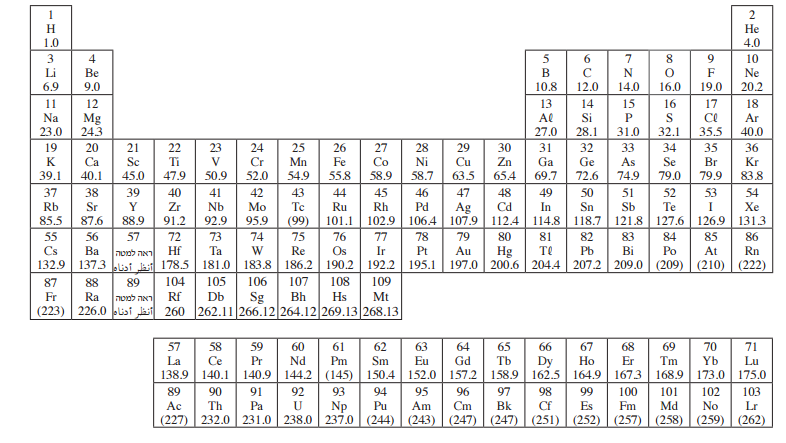 1 2
H He
1.0 4.0
3 4 5 6 7 8 9 10
Li Be B C N O F Ne
6.9 9.0 10.8 12.0 14.0 16.0 19.0 20.2
11 12 13 14 15 16 17 18
Na Mg Aℓ Si P S Cℓ Ar
23.0 24.3 27.0 28.1 31.0 32.1 35.5 40.0
19 20 21 22 23 24 25 26 27 28 29 30 31 32 33 34 35 36
K Ca Sc Ti V Cr Mn Fe Co Ni Cu Zn Ga Ge As Se Br Kr
39.1 40.1 45.0 47.9 50.9 52.0 54.9 55.8 58.9 58.7 63.5 65.4 69.7 72.6 74.9 79.0 79.9 83.8
37 38 39 40 41 42 43 44 45 46 47 48 49 50 51 52 53 54
Rb Sr Y Zr Nb Mo Tc Ru Rh Pd Ag Cd In Sn Sb Te I Xe
85.5 87.6 88.9 91.2 92.9 95.9 (99) 101.1 102.9 106.4 107.9 112.4 114.8 118.7 121.8 127.6 126.9 131.3
55 56 57 72 73 74 75 76 77 78 79 80 81 82 83 84 85 86
Cs Ba ראה למטה Hf Ta W Re Os Ir Pt Au Hg Tℓ Pb Bi Po At Rn
132.9 137.3 أنظر أدناه 178.5 181.0 183.8 186.2 190.2 192.2 195.1 197.0 200.6 204.4 207.2 209.0 (209) (210) (222)
87 88 89 104 105 106 107 108 109
Fr Ra ראה למטה Rf Db Sg Bh Hs Mt
(223) 226.0 أنظر أدناه 260 262.11 266.12 264.12 269.13 268.13
57 58 59 60 61 62 63 64 65 66 67 68 69 70 71
La Ce Pr Nd Pm Sm Eu Gd Tb Dy Ho Er Tm Yb Lu
138.9 140.1 140.9 144.2 (145) 150.4 152.0 157.2 158.9 162.5 164.9 167.3 168.9 173.0 175.0
89 90 91 92 93 94 95 96 97 98 99 100 101 102 103
Ac Th Pa U Np Pu Am Cm Bk Cf Es Fm Md No Lr
(227) 232.0 231.0 238.0 237.0 (244) (243) (247) (247) (251) (252) (257) (258) (259) (262)